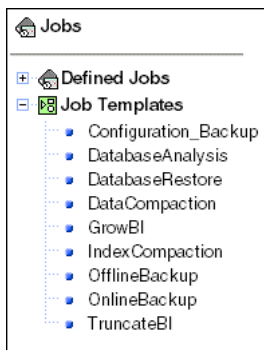 Jobs
Defined Jobs
Job Templates
Configuration_Backup
DatabaseAnalysis
DatabaseRestore
DataCompaction
GrowBI
IndexCompaction
OfflineBackup
OnlineBackup
TruncateBI